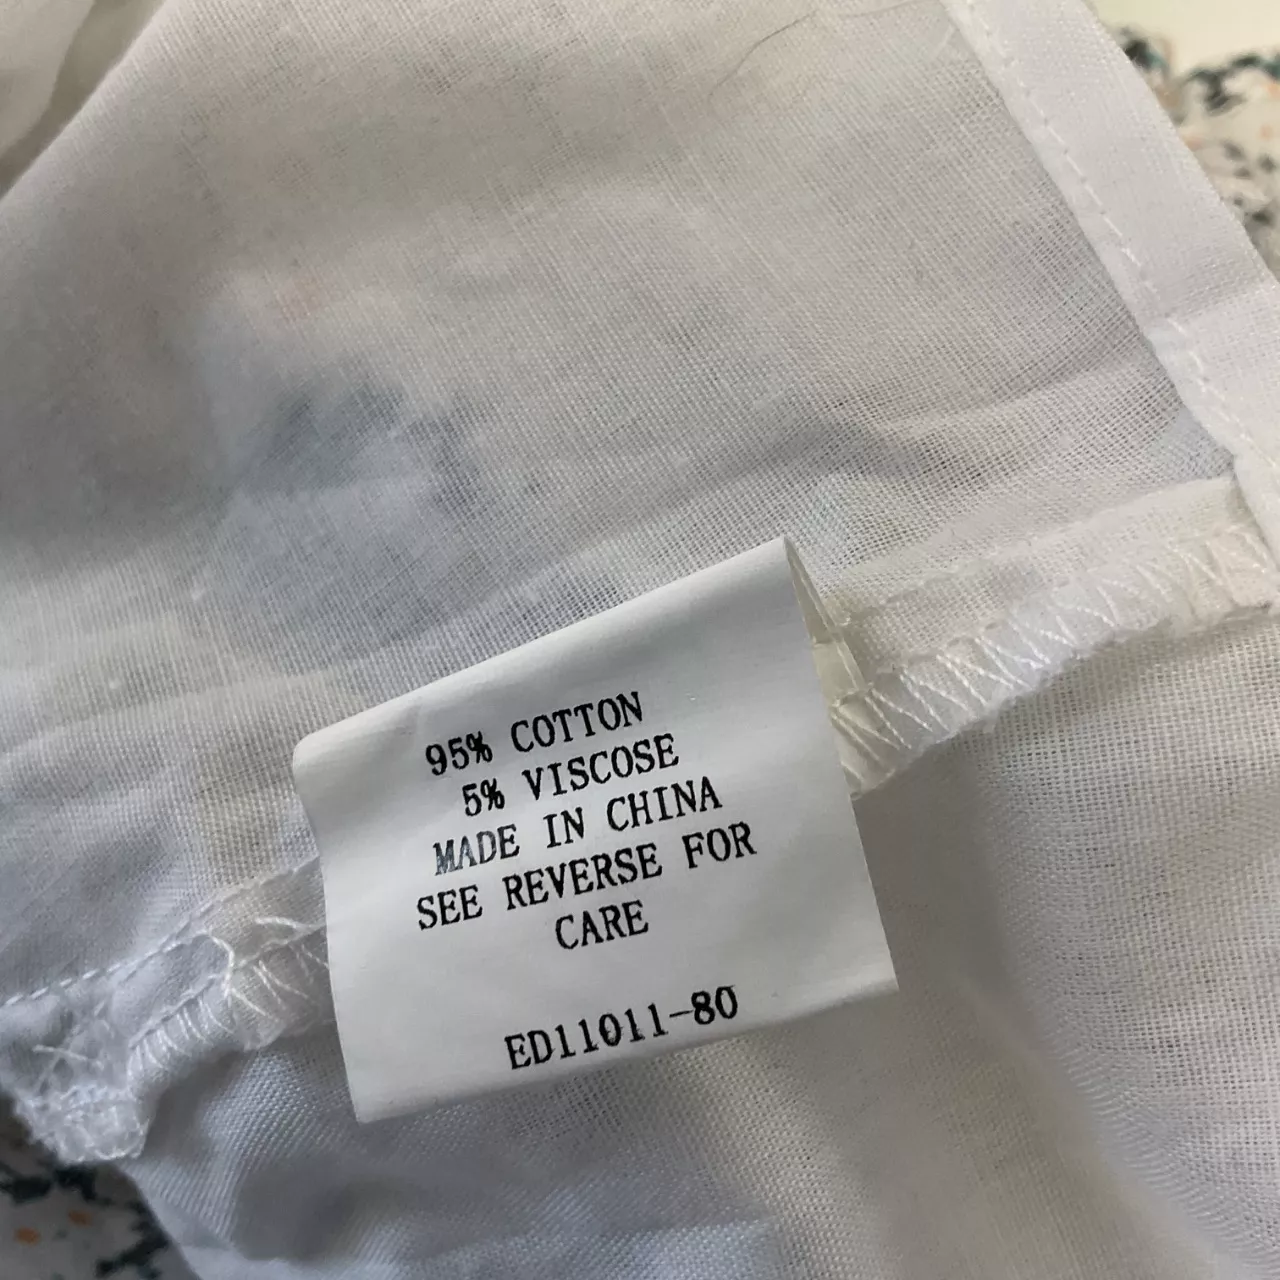 95% COTTON
5% VISCOSE
MADE IN CHINA
SEE REVERSE FOR
CARE
ED11011-80